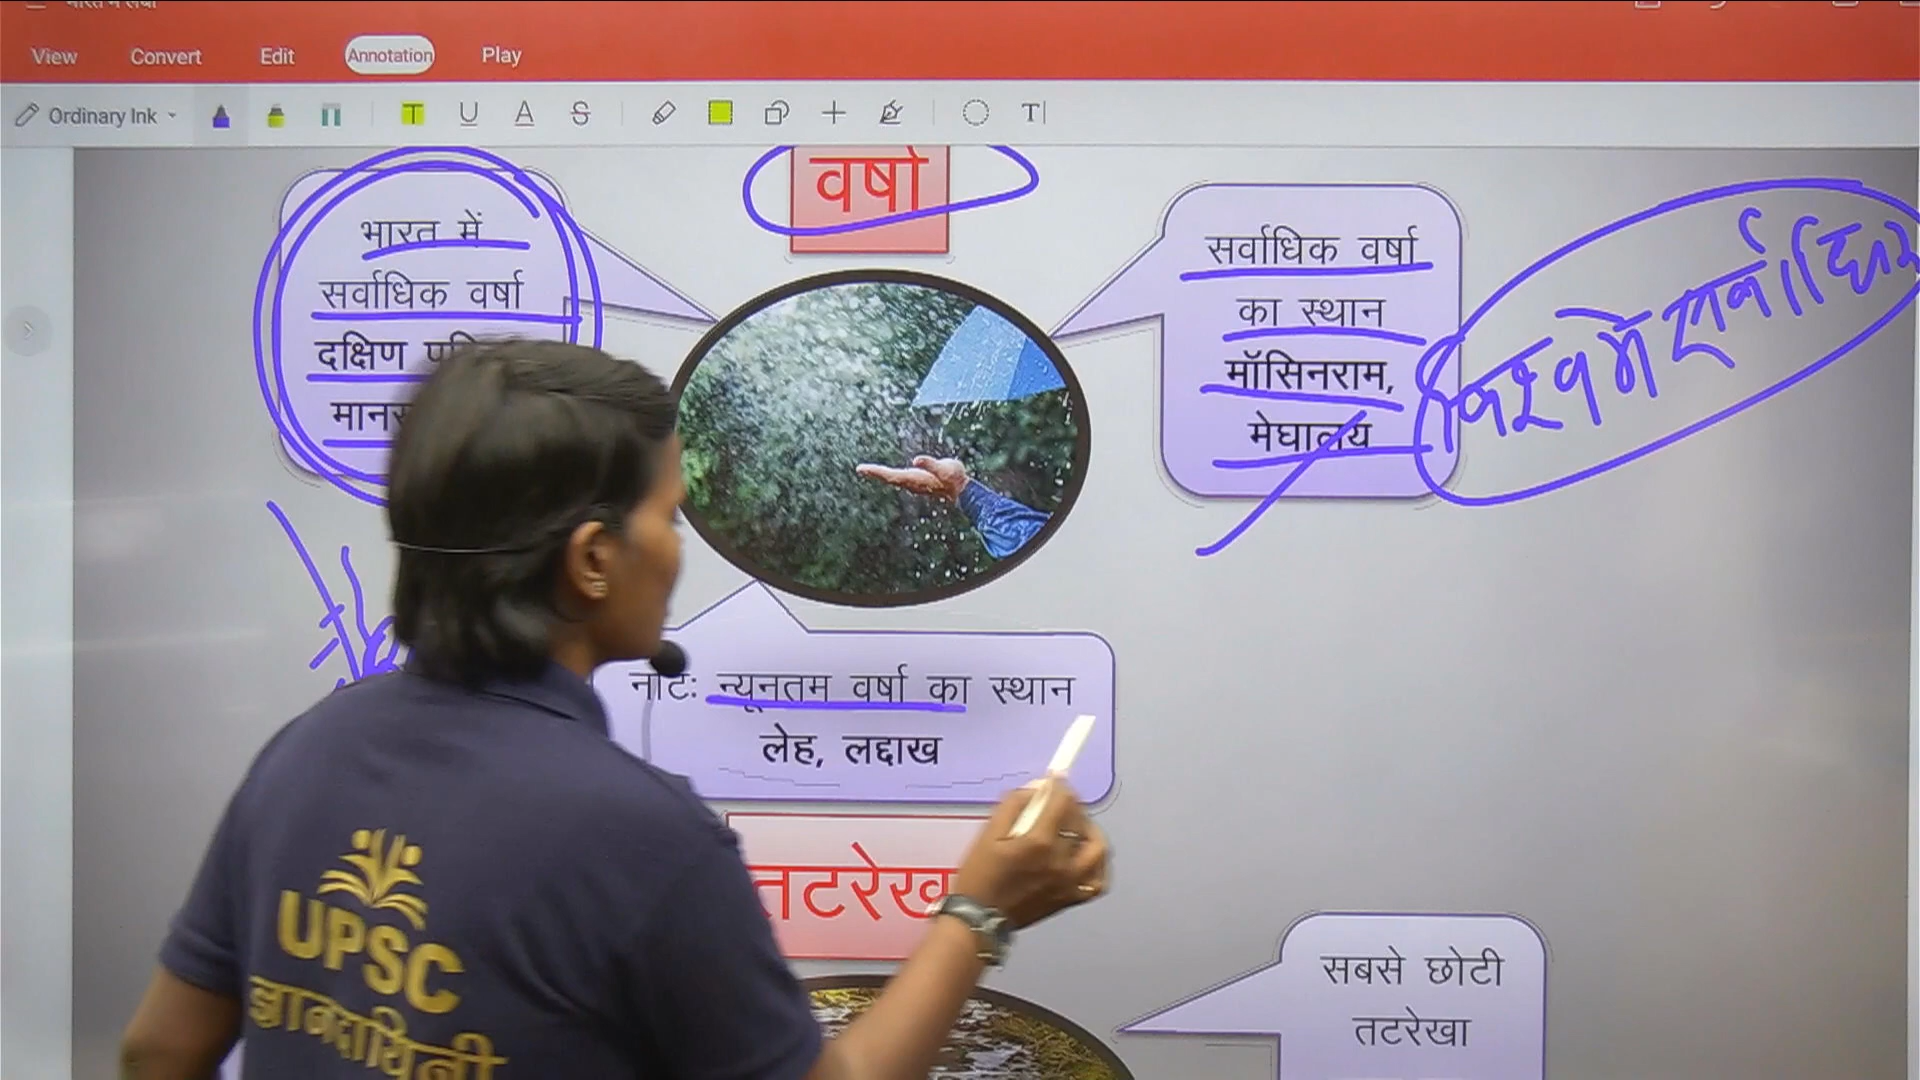 View Convert Edit Annotation Play
Ordinary Ink
वर्षा
भारत में
सर्वाधिक वर्षा
दक्षिण
सर्वाधिक वर्षा
का स्थान
मॉसिनराम,
मेघालय
विश्व में सर्वाधिक
नोटः न्यूनतम वर्षा का स्थान
लेह, लद्दाख
तटरेखा
सबसे छोटी
तटरेखा
UPSC
ज्ञानदायिनी